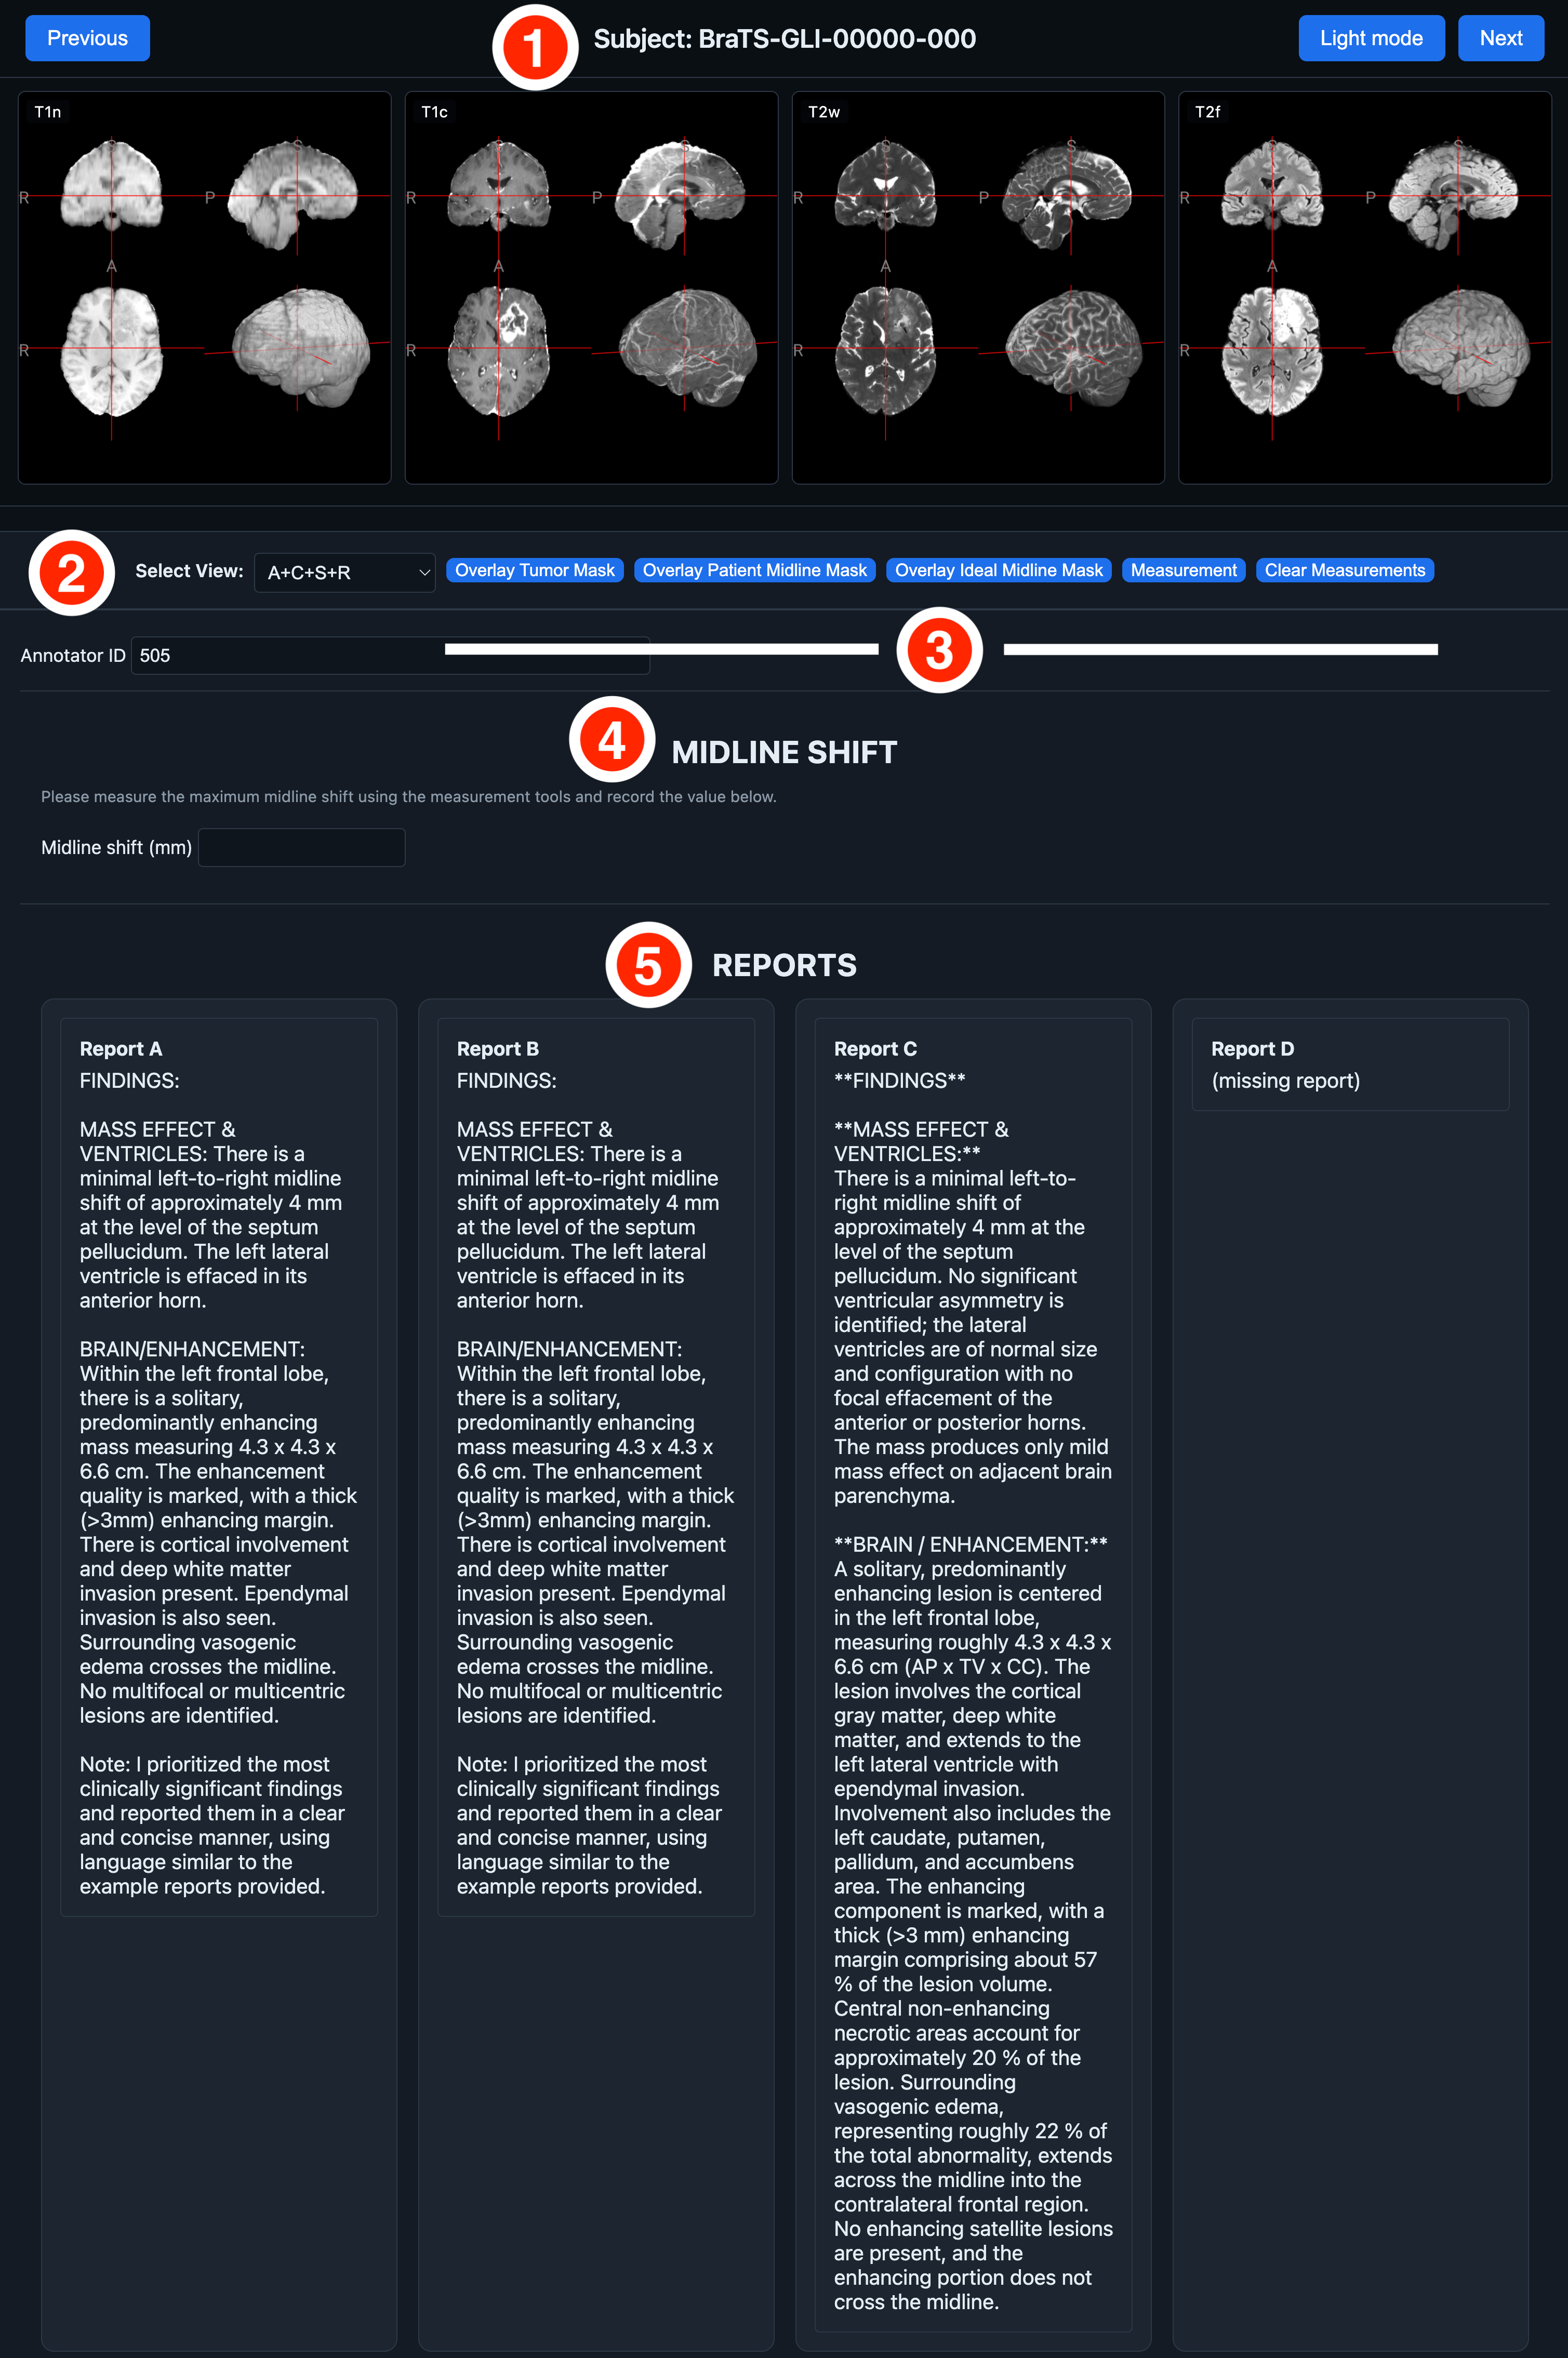 Previous
1
Subject: BraTS-GLI-00000-000
Light mode
Next
T1n
S
R
P
A
R
T1c
S
R
P
A
R
T2w
S
R
P
A
R
T2f
S
R
P
A
R
2
Select View:
A+C+S+R
Overlay Tumor Mask
Overlay Patient Midline Mask
Overlay Ideal Midline Mask
Measurement
Clear Measurements
Annotator ID
505
3
4
MIDLINE SHIFT
Please measure the maximum midline shift using the measurement tools and record the value below.
Midline shift (mm)
5
REPORTS
Report A
FINDINGS:
MASS EFFECT &
VENTRICLES: There is a
minimal left-to-right midline
shift of approximately 4 mm
at the level of the septum
pellucidum. The left lateral
ventricle is effaced in its
anterior horn.
BRAIN/ENHANCEMENT:
Within the left frontal lobe,
there is a solitary,
predominantly enhancing
mass measuring 4.3 x 4.3 x
6.6 cm. The enhancement
quality is marked, with a thick
(>3mm) enhancing margin.
There is cortical involvement
and deep white matter
invasion present. Ependymal
invasion is also seen.
Surrounding vasogenic
edema crosses the midline.
No multifocal or multicentric
lesions are identified.
Note: I prioritized the most
clinically significant findings
and reported them in a clear
and concise manner, using
language similar to the
example reports provided.
Report B
FINDINGS:
MASS EFFECT &
VENTRICLES: There is a
minimal left-to-right midline
shift of approximately 4 mm
at the level of the septum
pellucidum. The left lateral
ventricle is effaced in its
anterior horn.
BRAIN/ENHANCEMENT:
Within the left frontal lobe,
there is a solitary,
predominantly enhancing
mass measuring 4.3 x 4.3 x
6.6 cm. The enhancement
quality is marked, with a thick
(>3mm) enhancing margin.
There is cortical involvement
and deep white matter
invasion present. Ependymal
invasion is also seen.
Surrounding vasogenic
edema crosses the midline.
No multifocal or multicentric
lesions are identified.
Note: I prioritized the most
clinically significant findings
and reported them in a clear
and concise manner, using
language similar to the
example reports provided.
Report C
**FINDINGS**
**MASS EFFECT &
VENTRICLES:**
There is a minimal left-to-
right midline shift of
approximately 4 mm at the
level of the septum
pellucidum. No significant
ventricular asymmetry is
identified; the lateral
ventricles are of normal size
and configuration with no
focal effacement of the
anterior or posterior horns.
The mass produces only mild
mass effect on adjacent brain
parenchyma.
**BRAIN / ENHANCEMENT:**
A solitary, predominantly
enhancing lesion is centered
in the left frontal lobe,
measuring roughly 4.3 x 4.3 x
6.6 cm (AP x TV x CC). The
lesion involves the cortical
gray matter, deep white
matter, and extends to the
left lateral ventricle with
ependymal invasion.
Involvement also includes the
left caudate, putamen,
pallidum, and accumbens
area. The enhancing
component is marked, with a
thick (>3 mm) enhancing
margin comprising about 57
% of the lesion volume.
Central non-enhancing
necrotic areas account for
approximately 20 % of the
lesion. Surrounding
vasogenic edema,
representing roughly 22 % of
the total abnormality, extends
across the midline into the
contralateral frontal region.
No enhancing satellite lesions
are present, and the
enhancing portion does not
cross the midline.
Report D
(missing report)